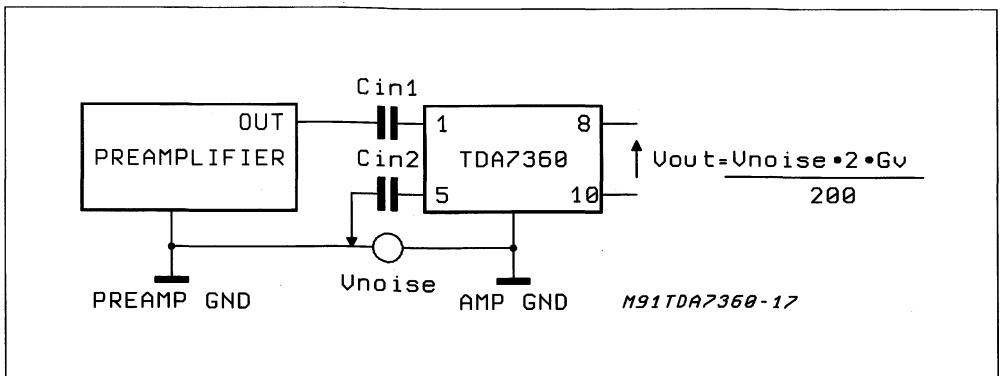 Cin1
OUT
PREAMPLIFIER
1
8
TDA7360
Cin2
5
10
Vout=Vnoise•2•Gv
200
Vnoise
PREAMP GND
AMP GND
M91TDA7360-17